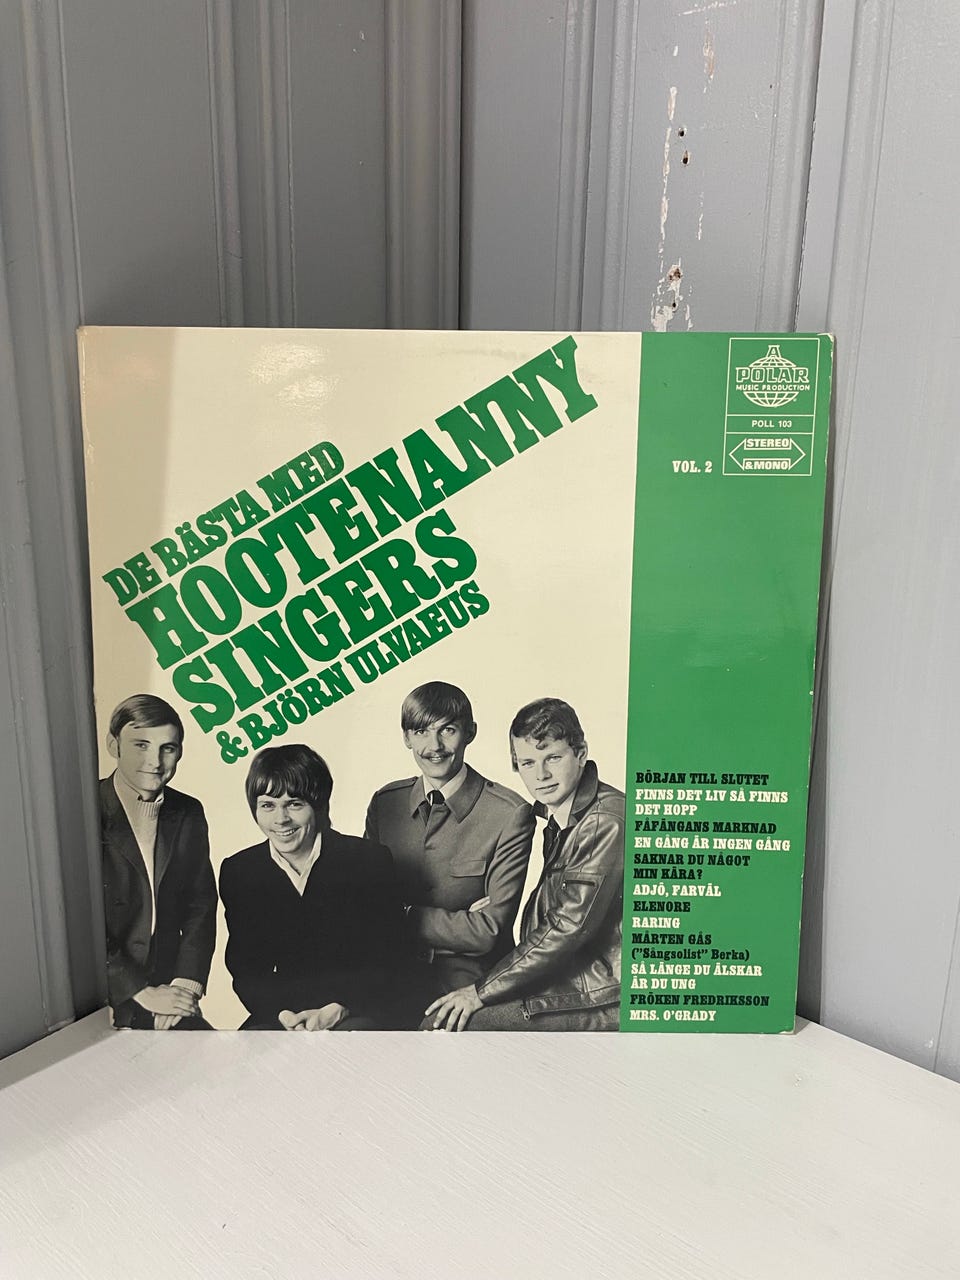 DE BÄSTA MED
HOOTENANNY
SINGERS
& BJÖRN ULVAEUS
A
POLAR
MUSIC PRODUCTION
POLL 103
STEREO
& MONO
VOL. 2
BÖRJAN TILL SLUTET
FINNS DET LIV SÅ FINNS
DET HOPP
FÅFÄNGANS MARKNAD
EN GÅNG ÄR INGEN GÅNG
SAKNAR DU NÅGOT
MIN KÄRA?
ADJÖ, FARVÄL
ELENORE
RARING
MÅRTEN GÅS
("Sångsolist" Berka)
SÅ LÄNGE DU ÄLSKAR
ÄR DU UNG
FRÖKEN FREDRIKSSON
MRS. O'GRADY